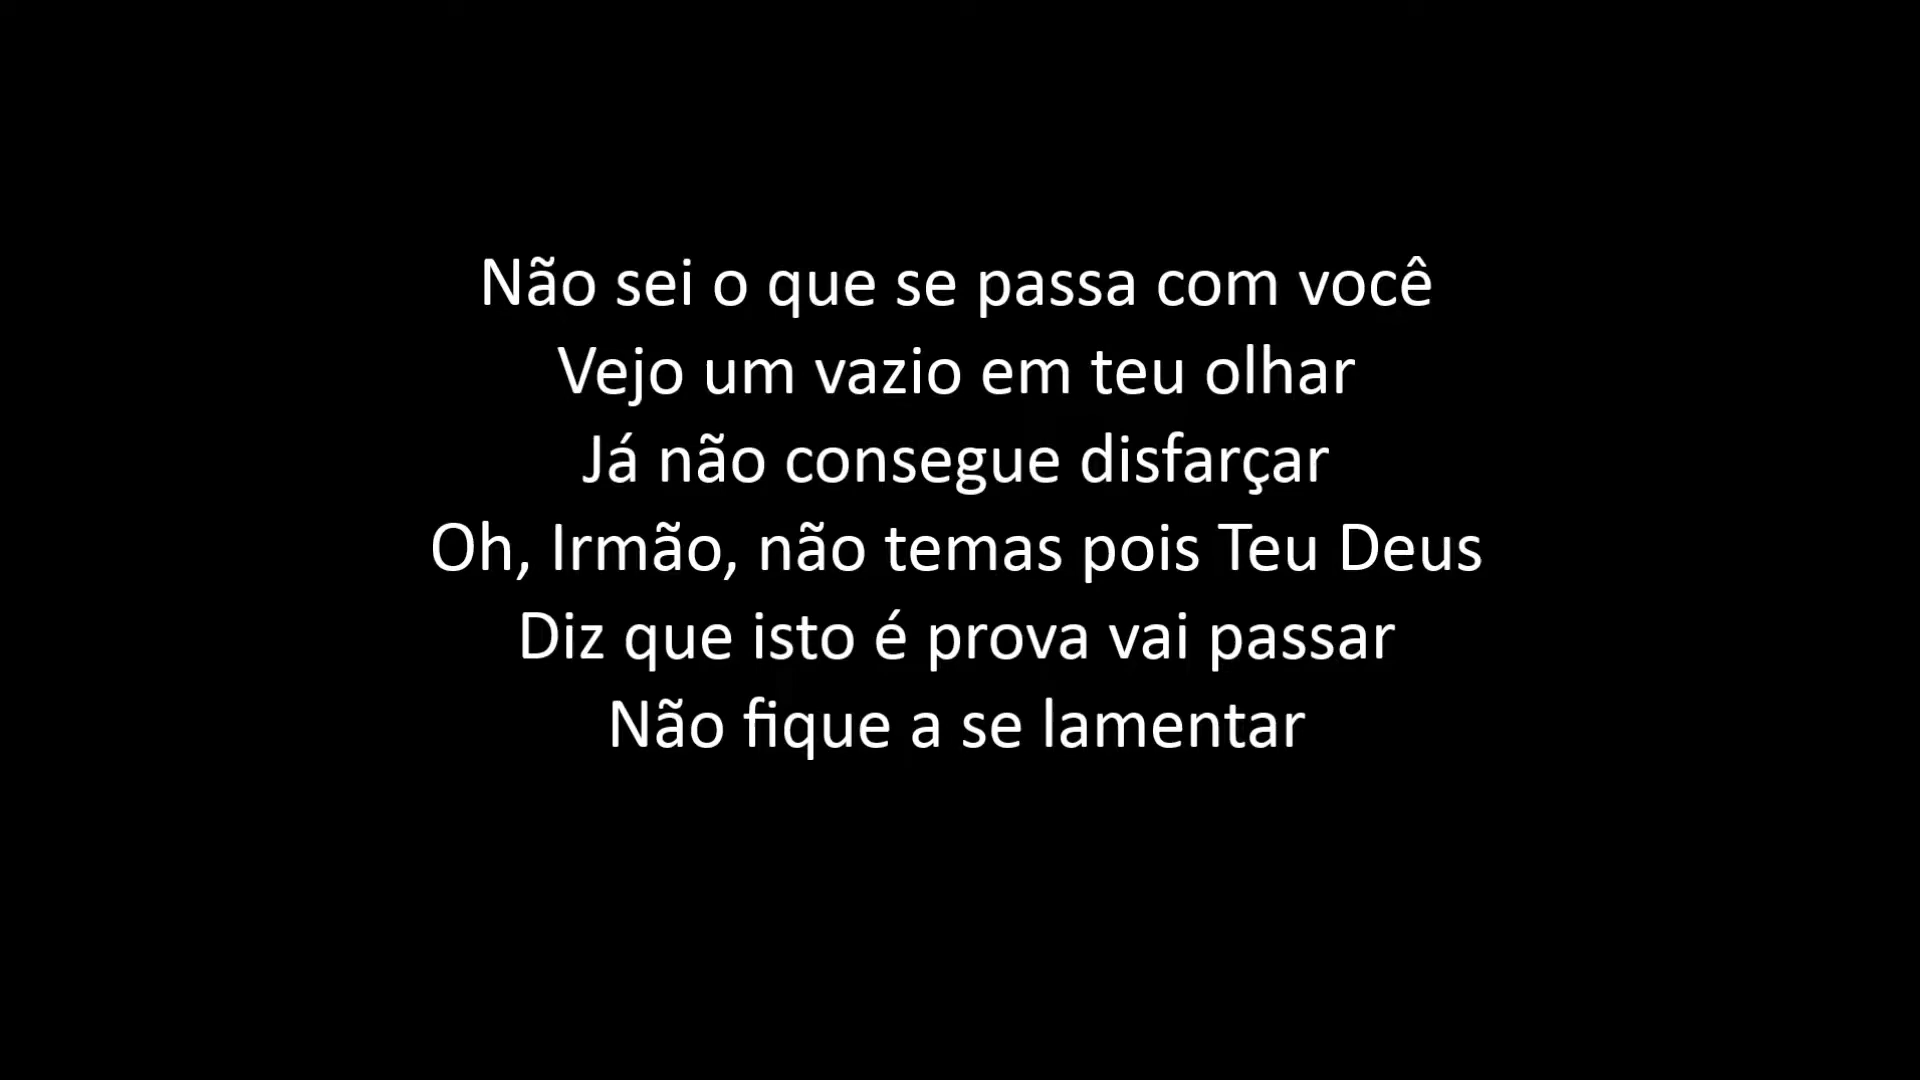 Não sei o que se passa com você
Vejo um vazio em teu olhar
Já não consegue disfarçar
Oh, Irmão, não temas pois Teu Deus
Diz que isto é prova vai passar
Não fique a se lamentar